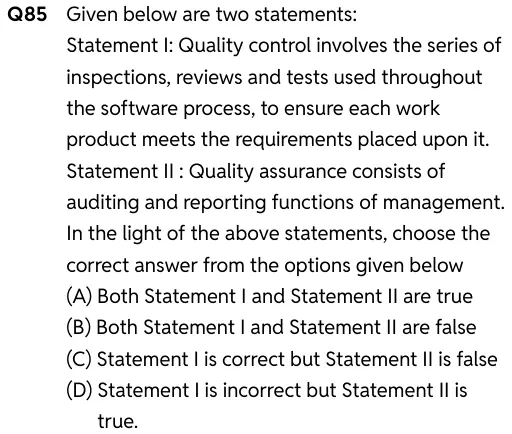 Q85 Given below are two statements:
Statement I: Quality control involves the series of
inspections, reviews and tests used throughout
the software process, to ensure each work
product meets the requirements placed upon it.
Statement II : Quality assurance consists of
auditing and reporting functions of management.
In the light of the above statements, choose the
correct answer from the options given below
(A) Both Statement I and Statement II are true
(B) Both Statement I and Statement II are false
(C) Statement I is correct but Statement II is false
(D) Statement I is incorrect but Statement II is
true.